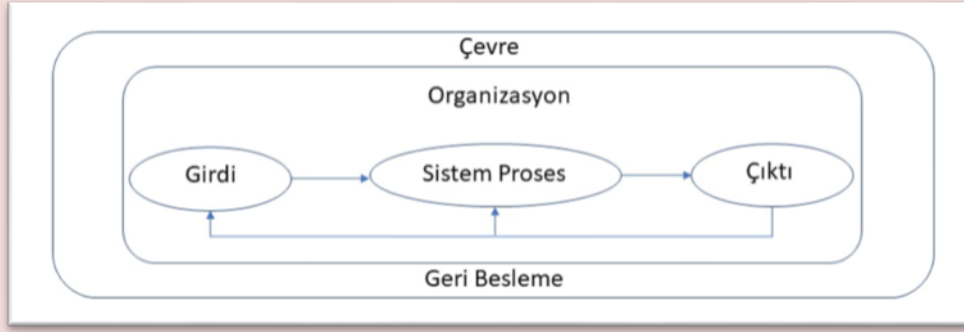 Çevre
Organizasyon
Girdi
Sistem Proses
Çıktı
Geri Besleme